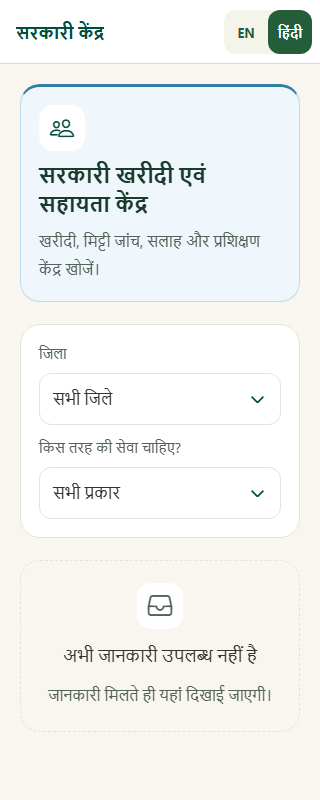 सरकारी केंद्र
EN
हिंदी
सरकारी खरीदी एवं
सहायता केंद्र
खरीदी, मिट्टी जांच, सलाह और प्रशिक्षण
केंद्र खोजें।
जिला
सभी जिले
किस तरह की सेवा चाहिए?
सभी प्रकार
अभी जानकारी उपलब्ध नहीं है
जानकारी मिलते ही यहां दिखाई जाएगी।